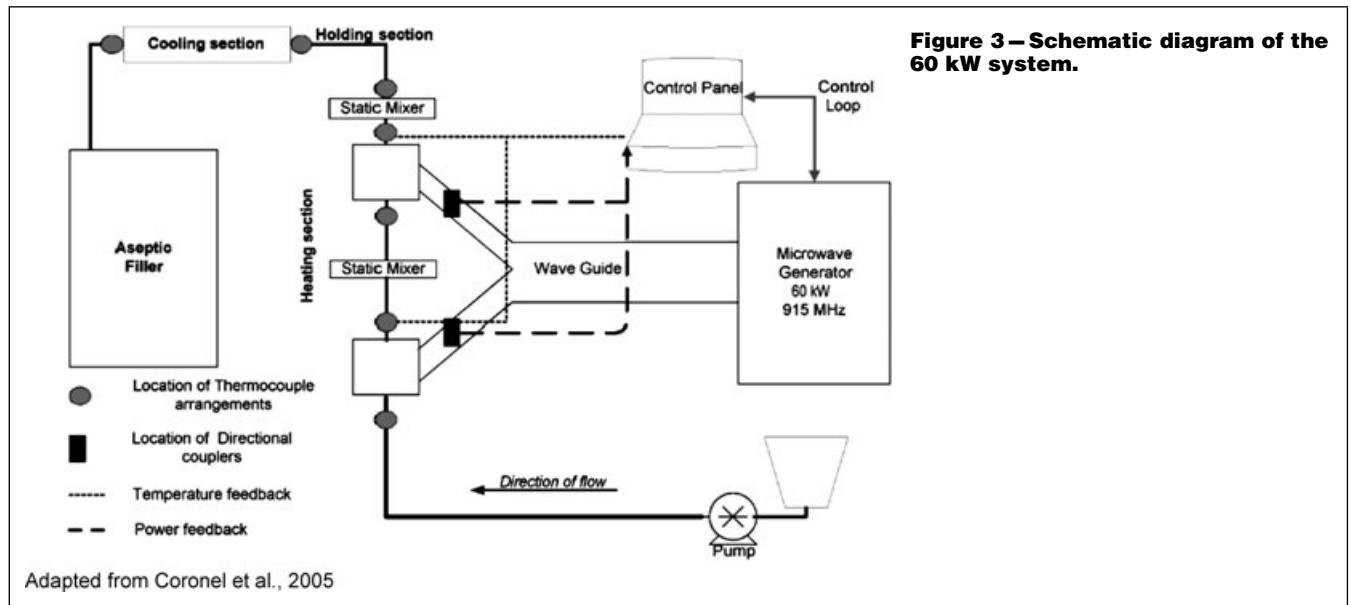 Figure 3 – Schematic diagram of the
60 kW system.
Cooling section
Holding section
Static Mixer
Control Panel
Control
Loop
Heating section
Aseptic
Filler
Static Mixer
Wave Guide
Microwave
Generator
60 kW
915 MHz
Location of Thermocouple
arrangements
Location of Directional
couplers
Temperature feedback
Power feedback
Direction of flow
Pump
Adapted from Coronel et al., 2005